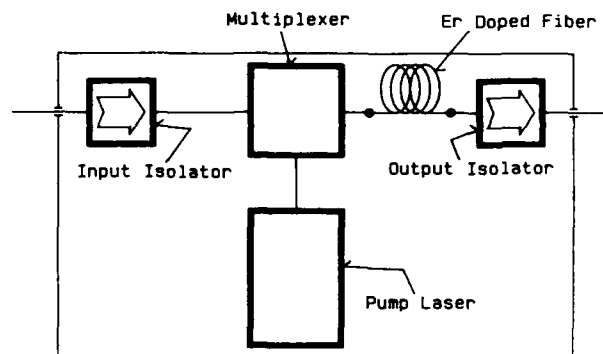 Multiplexer
Er Doped Fiber
Input Isolator
Output Isolator
Pump Laser